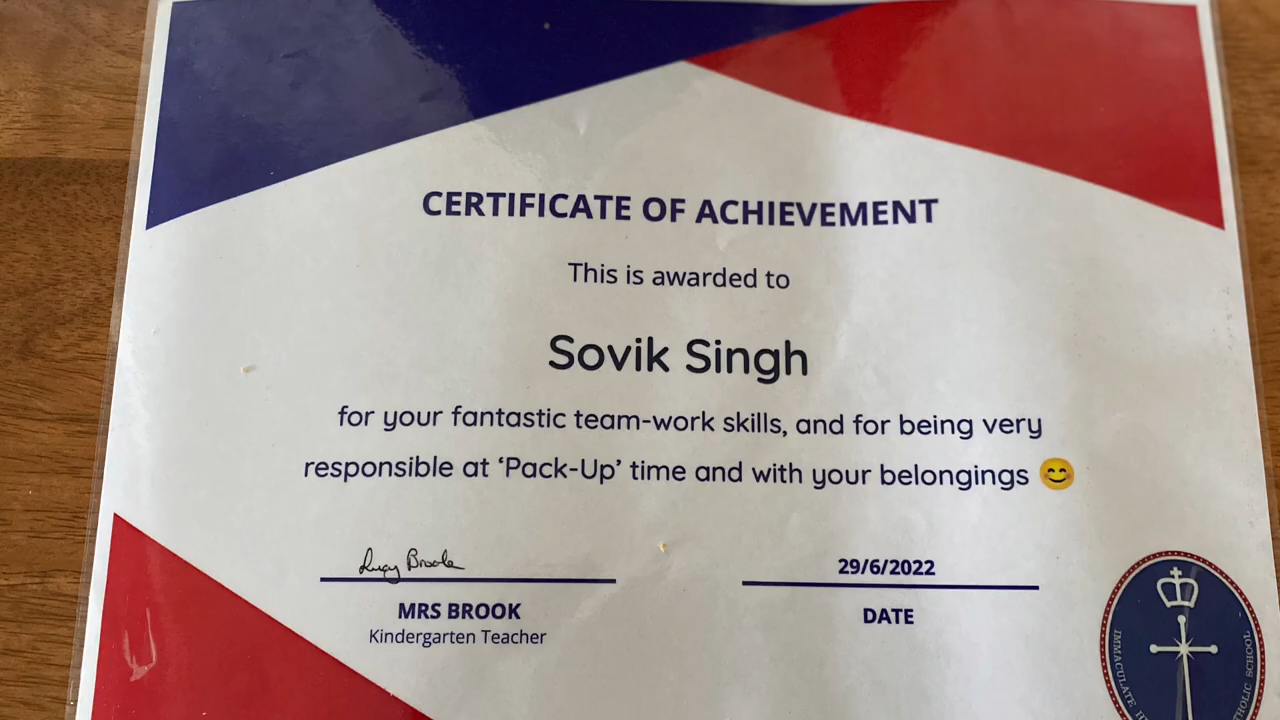 CERTIFICATE OF ACHIEVEMENT
This is awarded to
Sovik Singh
for your fantastic team-work skills, and for being very
responsible at ‘Pack-Up’ time and with your belongings 😊
Lucy Brook
29/6/2022
MRS BROOK
DATE
Kindergarten Teacher
IMMACULATE
SCHOOL